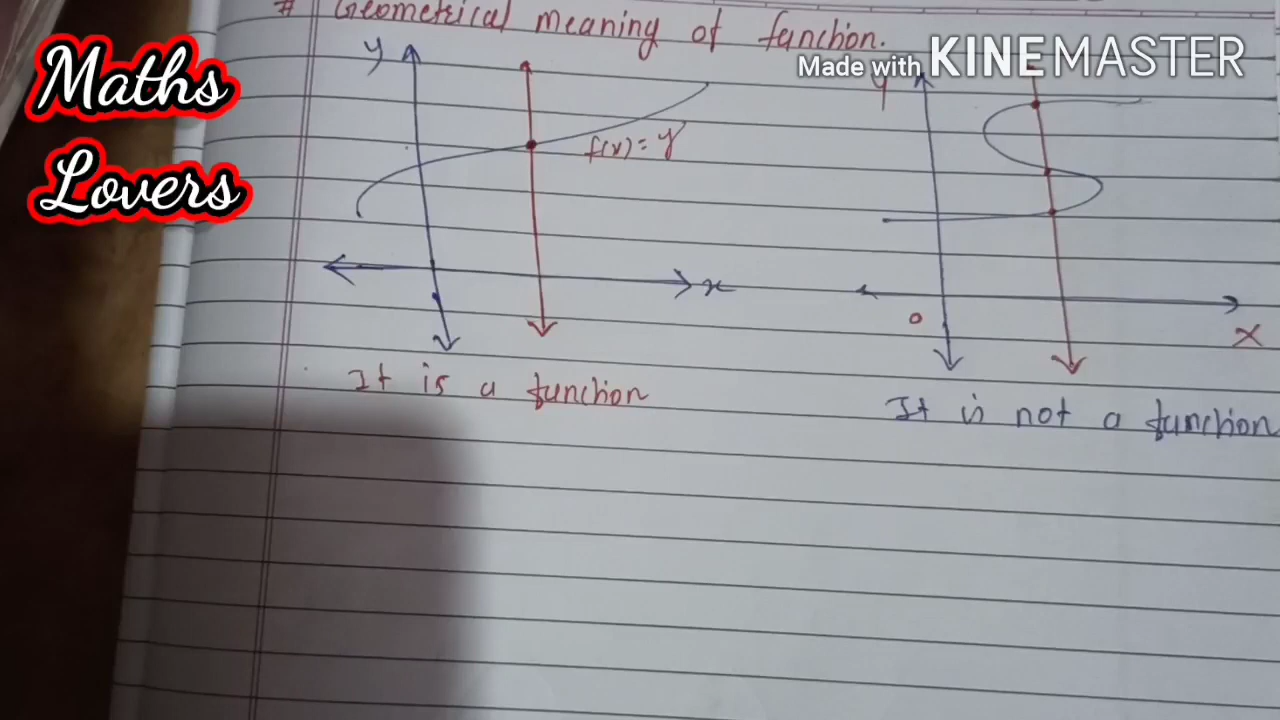 # Geometrical meaning of function.
Made with KINEMASTER
Maths
Lovers
y
f(x) = y
x
It is a function
y
o
X
It is not a function